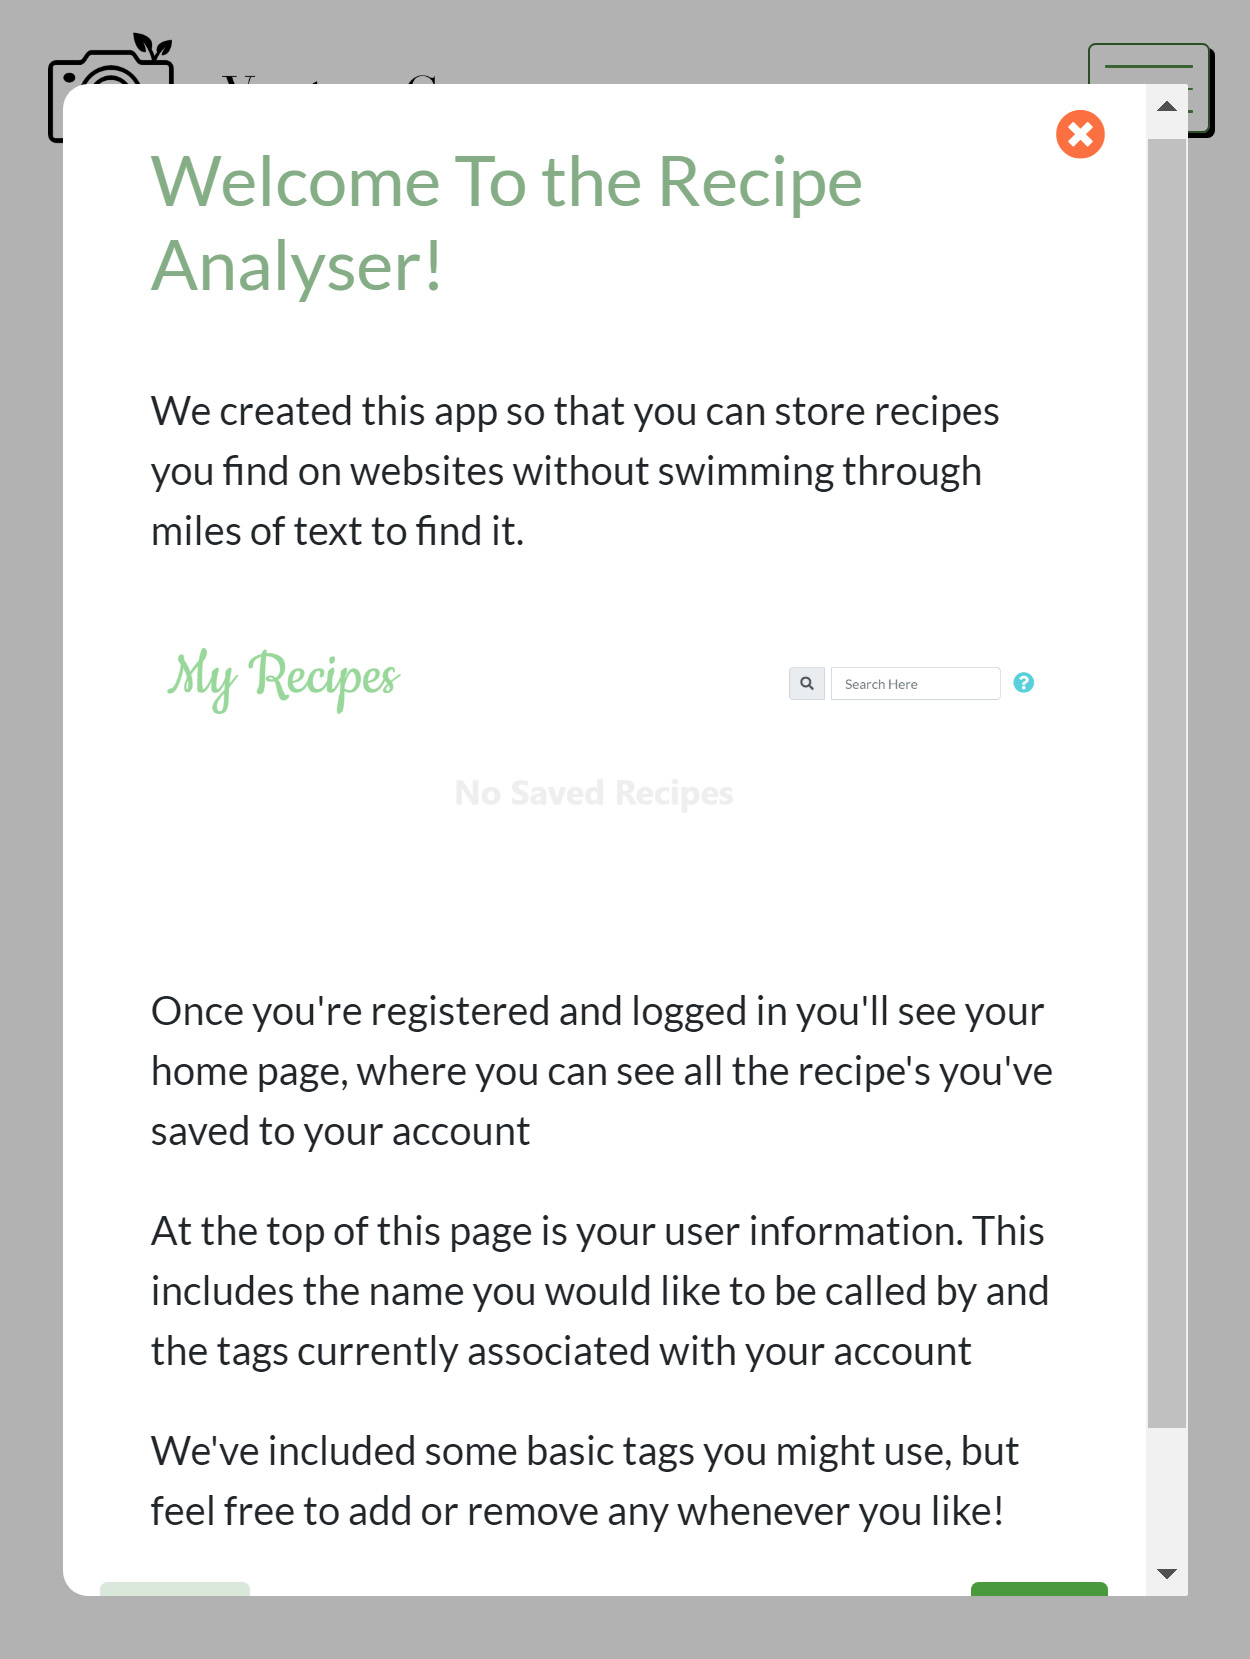 Welcome To the Recipe
Analyser!
We created this app so that you can store recipes
you find on websites without swimming through
miles of text to find it.
My Recipes
Search Here
No Saved Recipes
Once you're registered and logged in you'll see your
home page, where you can see all the recipe's you've
saved to your account
At the top of this page is your user information. This
includes the name you would like to be called by and
the tags currently associated with your account
We've included some basic tags you might use, but
feel free to add or remove any whenever you like!